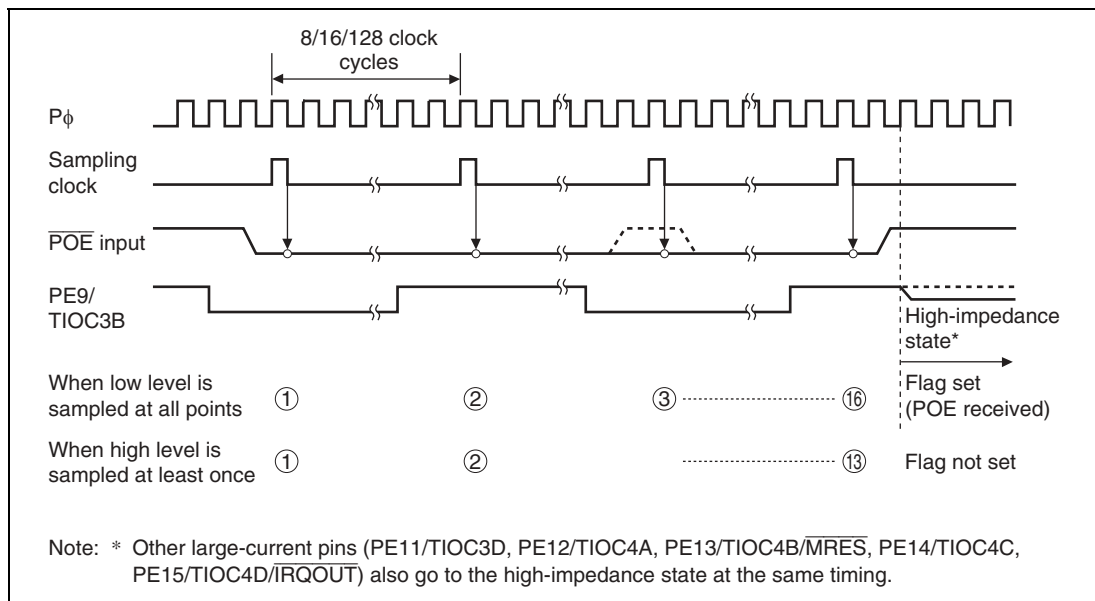 8/16/128 clock
cycles
Pϕ
Sampling
clock
POE input
PE9/
TIOC3B
High-impedance
state*
When low level is
sampled at all points
① ② ③ ⑯
Flag set
(POE received)
When high level is
sampled at least once
① ② ⑬ Flag not set
Note: * Other large-current pins (PE11/TIOC3D, PE12/TIOC4A, PE13/TIOC4B/MRES, PE14/TIOC4C,
PE15/TIOC4D/IRQOUT) also go to the high-impedance state at the same timing.